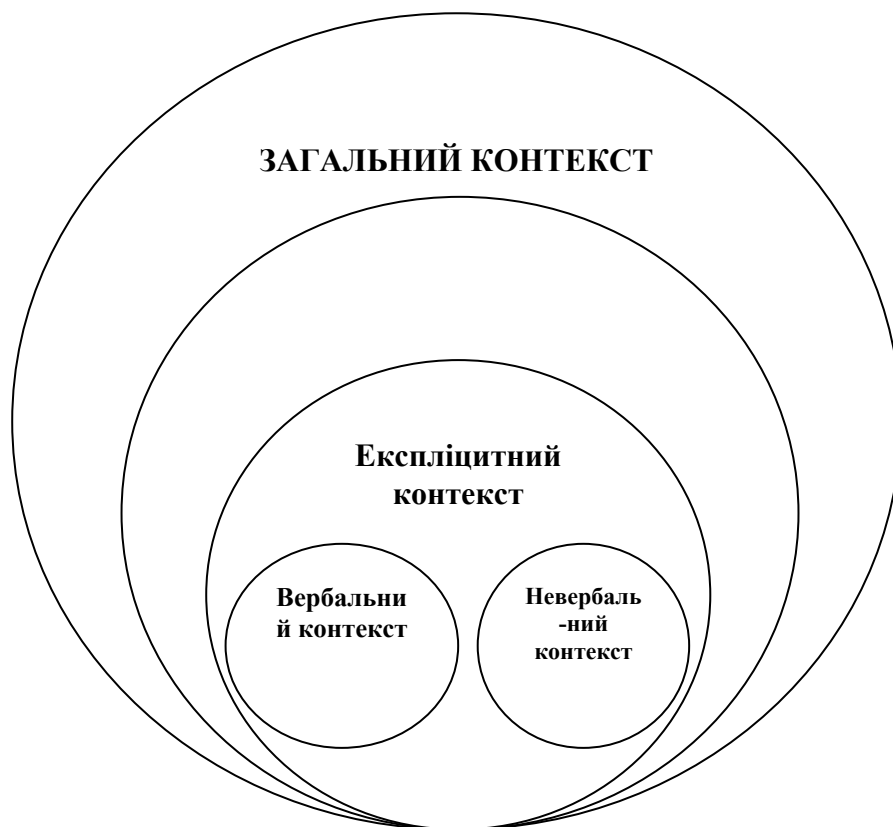 ЗАГАЛЬНИЙ КОНТЕКСТ
Експліцитний
контекст
Вербальни
й контекст
Невербаль
-ний
контекст